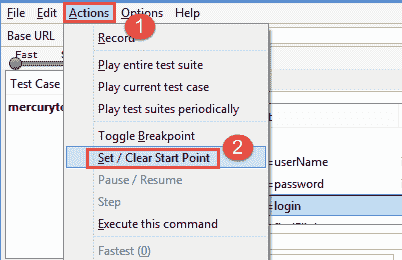 File Edit Actions Options Help
1
Base URL
Record
Fast
Play entire test suite
Test Case
Play current test case
Play test suites periodically
Toggle Breakpoint
2
Set / Clear Start Point
=userName
Pause / Resume
=password
Step
=login
Execute this command
Fastest (0)